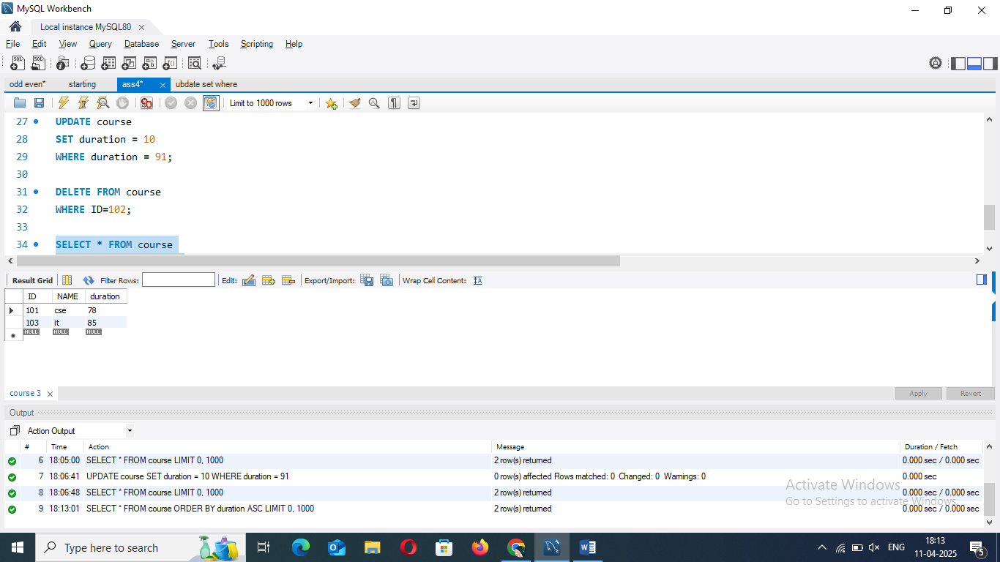 MySQL Workbench
Local instance MySQL80
File Edit View Query Database Server Tools Scripting Help
odd even* starting ass4* ubdate set where
Limit to 1000 rows
27 UPDATE course
28 SET duration = 10
29 WHERE duration = 91;
30
31 DELETE FROM course
32 WHERE ID=102;
33
34 SELECT * FROM course
Result Grid Filter Rows: Edit: Export/Import: Wrap Cell Content:
ID NAME duration
101 cse 78
103 it 85
NULL NULL NULL
course 3
Apply Revert
Output
Action Output
# Time Action Message Duration / Fetch
6 18:05:00 SELECT * FROM course LIMIT 0, 1000 2 row(s) returned 0.000 sec / 0.000 sec
7 18:06:41 UPDATE course SET duration = 10 WHERE duration = 91 0 row(s) affected Rows matched: 0 Changed: 0 Warnings: 0 0.000 sec
8 18:06:48 SELECT * FROM course LIMIT 0, 1000 2 row(s) returned 0.000 sec / 0.000 sec
9 18:13:01 SELECT * FROM course ORDER BY duration ASC LIMIT 0, 1000 2 row(s) returned 0.000 sec / 0.000 sec
Activate Windows
Go to Settings to activate Windows.
Type here to search
ENG
18:13
11-04-2025
5